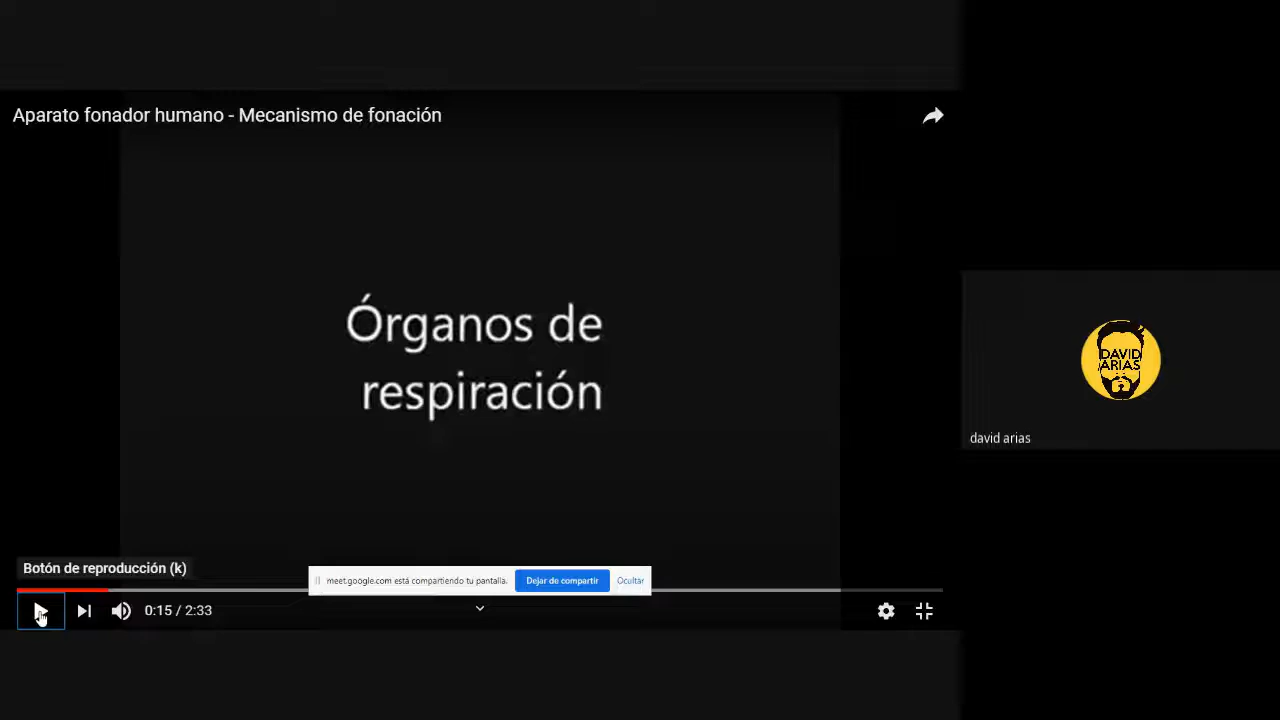 Aparato fonador humano - Mecanismo de fonación
Órganos de
respiración
DAVID
ARIAS
david arias
Botón de reproducción (k)
meet.google.com está compartiendo tu pantalla.
Dejar de compartir
Ocultar
0:15 / 2:33